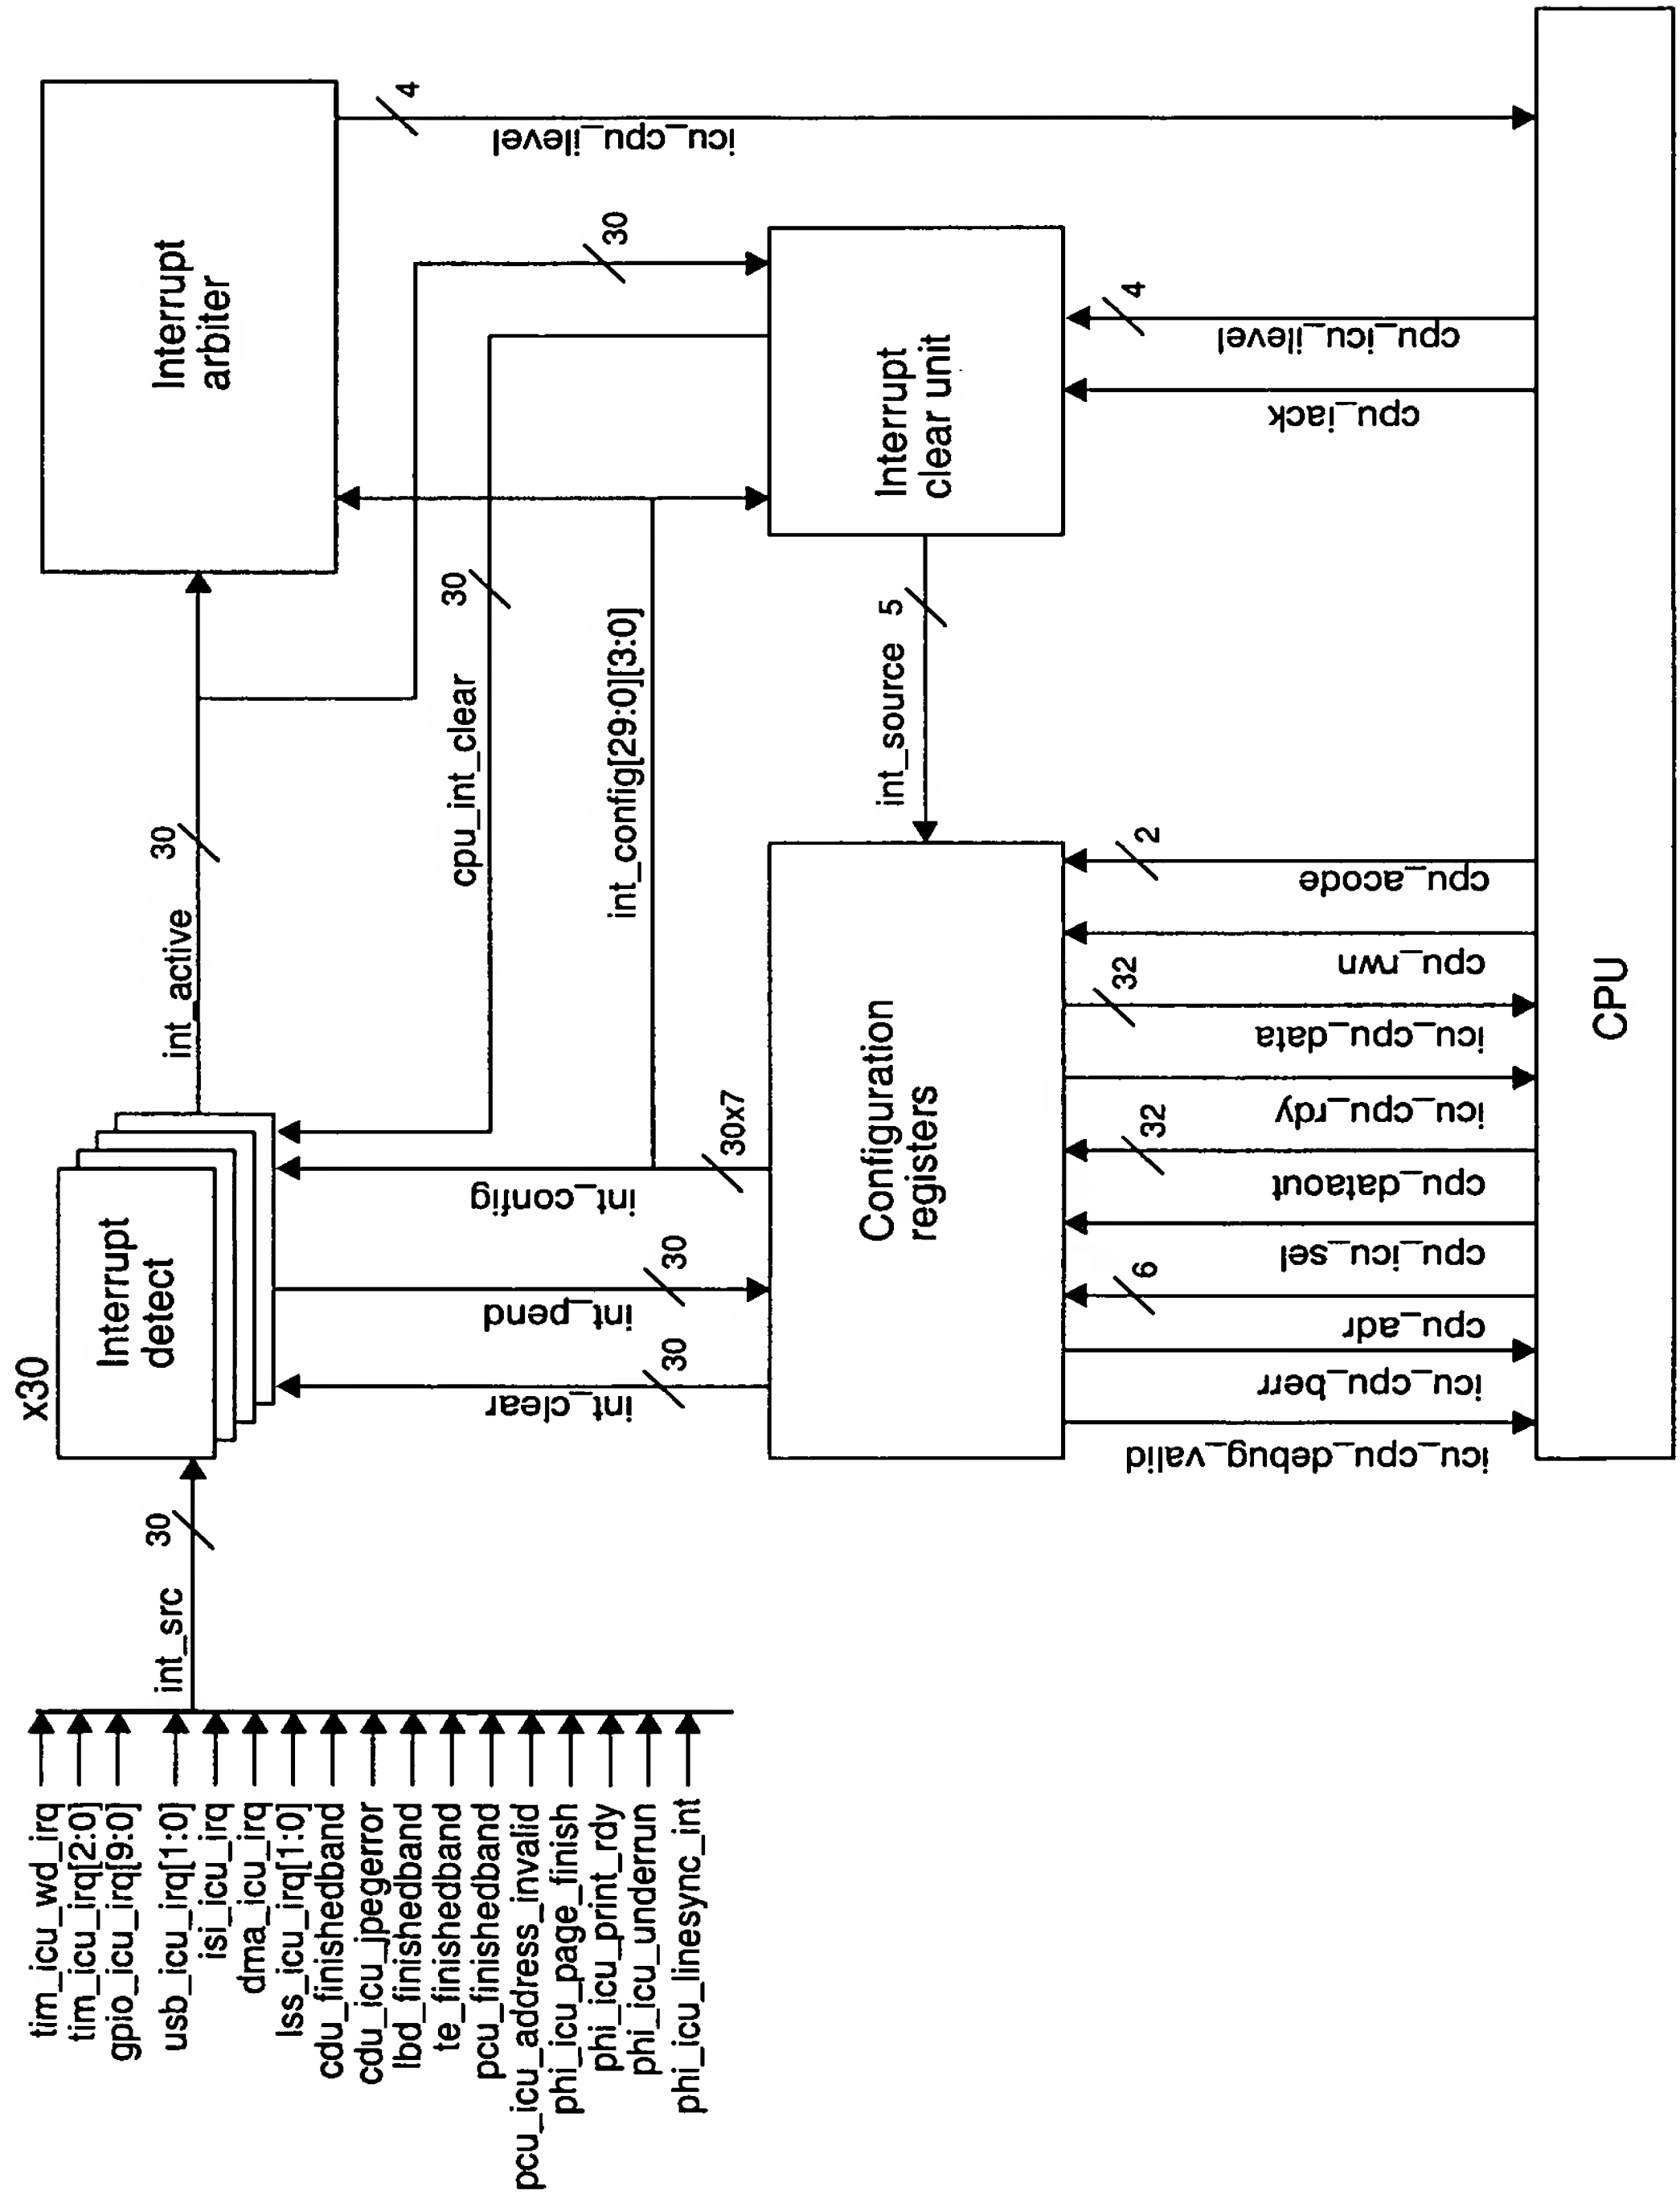 tim_icu_wd_irq
tim_icu_irq[2:0]
gpio_icu_irq[9:0]
usb_icu_irq[1:0]
isi_icu_irq
dma_icu_irq
lss_icu_irq[1:0]
cdu_finishedband
cdu_icu_jpegerror
lbd_finishedband
te_finishedband
pcu_finishedband
pcu_icu_address_invalid
phi_icu_page_finish
phi_icu_print_rdy
phi_icu_underrun
phi_icu_linesync_int
int_src
30
x30
Interrupt
detect
int_active
30
Interrupt
arbiter
4
icu_cpu_ilevel
30
cpu_int_clear
30
int_config[29:0][3:0]
int_clear
30
int_pend
30
int_config
30x7
Configuration
registers
int_source
5
Interrupt
clear unit
icu_cpu_debug_valid
icu_cpu_berr
cpu_adr
6
cpu_icu_sel
cpu_dataout
32
icu_cpu_rdy
icu_cpu_data
32
cpu_rwn
cpu_acode
2
cpu_iack
cpu_icu_ilevel
4
CPU